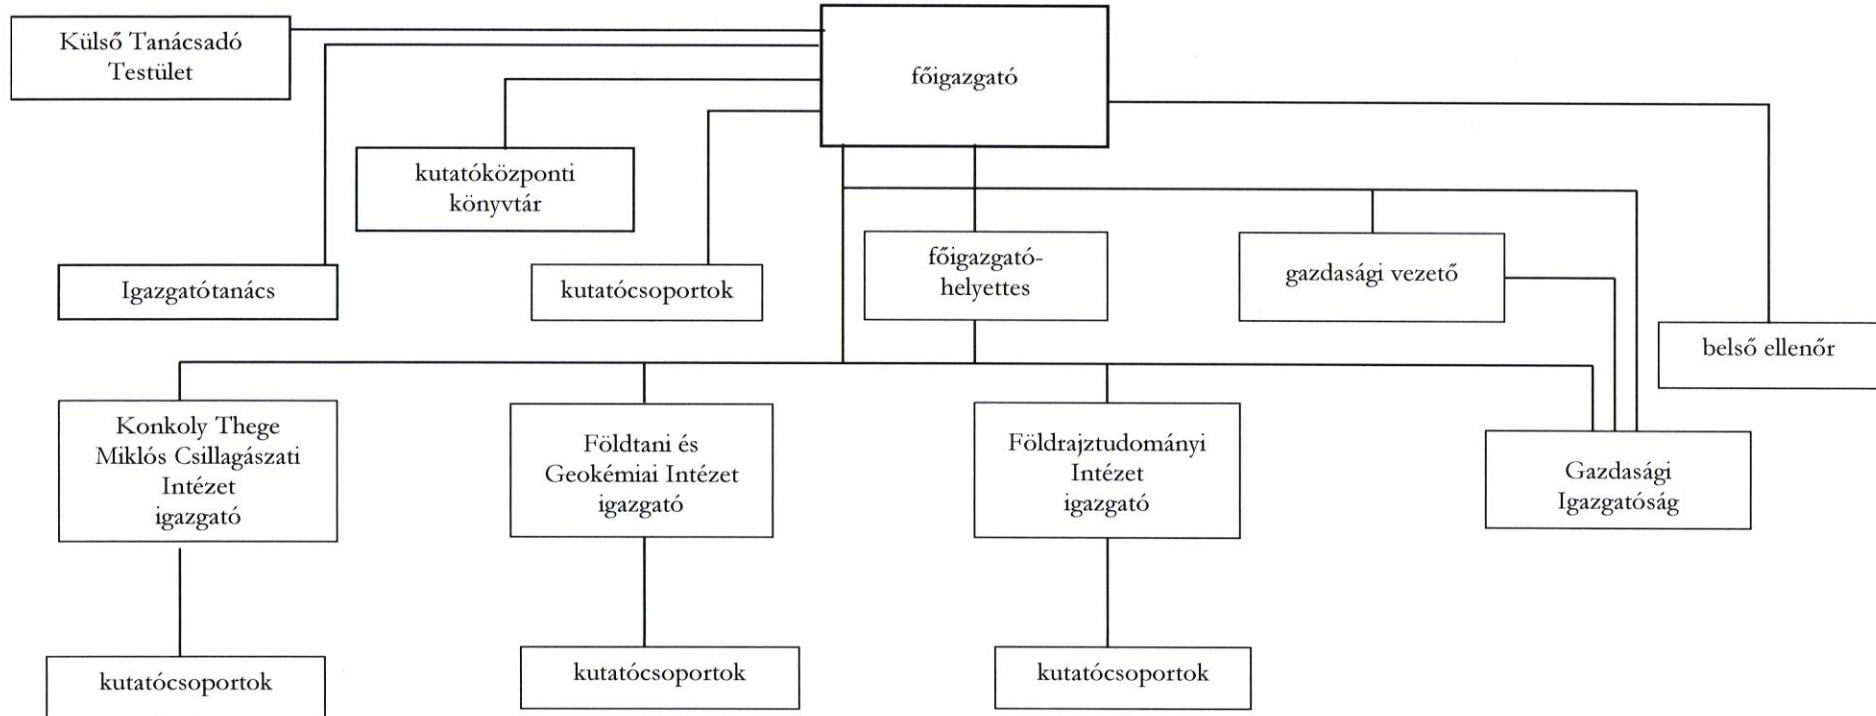 Külső Tanácsadó
Testület
főigazgató
kutatóközponti
könyvtár
Igazgatótanács
kutatócsoportok
főigazgató-
helyettes
gazdasági vezető
belső ellenőr
Konkoly Thege
Miklós Csillagászati
Intézet
igazgató
Földtani és
Geokémiai Intézet
igazgató
Földrajztudományi
Intézet
igazgató
Gazdasági
Igazgatóság
kutatócsoportok
kutatócsoportok
kutatócsoportok